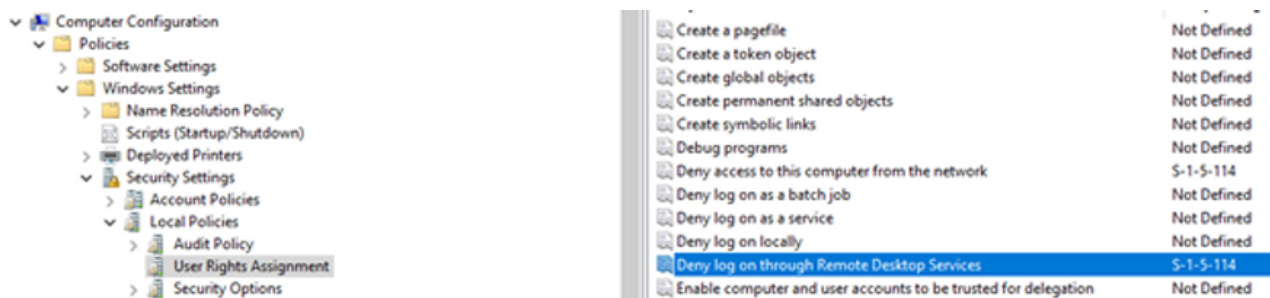 Computer Configuration
Policies
Software Settings
Windows Settings
Name Resolution Policy
Scripts (Startup/Shutdown)
Deployed Printers
Security Settings
Account Policies
Local Policies
Audit Policy
User Rights Assignment
Security Options
Create a pagefile Not Defined
Create a token object Not Defined
Create global objects Not Defined
Create permanent shared objects Not Defined
Create symbolic links Not Defined
Debug programs Not Defined
Deny access to this computer from the network S-1-5-114
Deny log on as a batch job Not Defined
Deny log on as a service Not Defined
Deny log on locally Not Defined
Deny log on through Remote Desktop Services S-1-5-114
Enable computer and user accounts to be trusted for delegation Not Defined